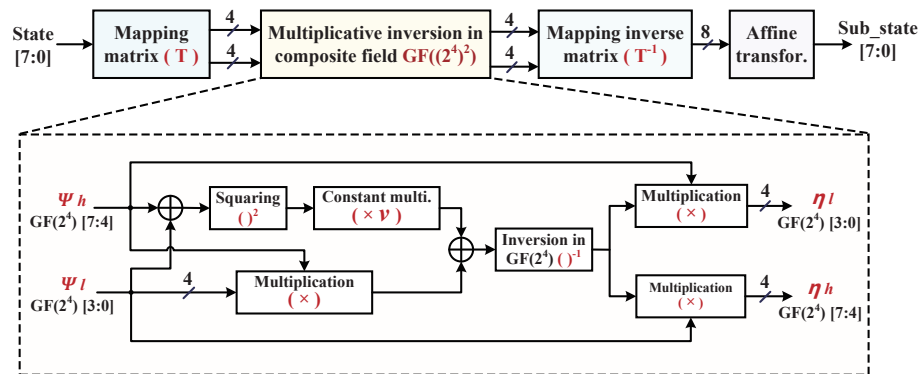 State
[7:0]
Mapping
matrix ( T )
4
4
Multiplicative inversion in
composite field GF((2⁴)²)
4
4
Mapping inverse
matrix ( T⁻¹ )
8
Affine
transfor.
Sub_state
[7:0]
Ψ h
GF(2⁴) [7:4]
Squaring
( )²
Constant multi.
( × ν )
Multiplication
( × )
4
η l
GF(2⁴) [3:0]
Inversion in
GF(2⁴) ( )⁻¹
Ψ l
GF(2⁴) [3:0]
4
Multiplication
( × )
Multiplication
( × )
4
η h
GF(2⁴) [7:4]